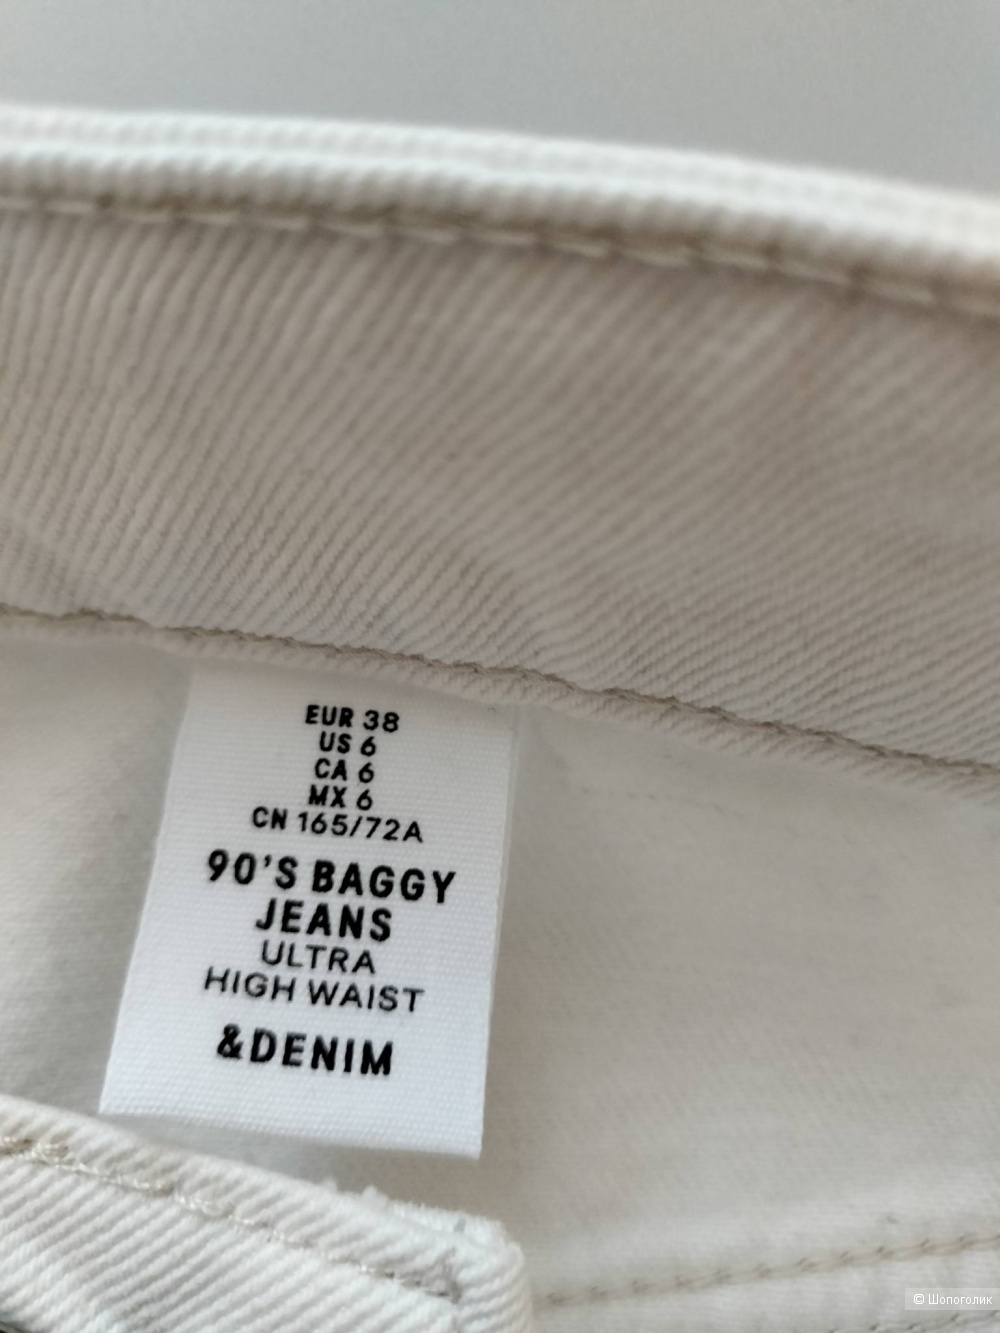 EUR 38
US 6
CA 6
MX 6
CN 165/72A
90'S BAGGY
JEANS
ULTRA
HIGH WAIST
&DENIM
© Шопоголик